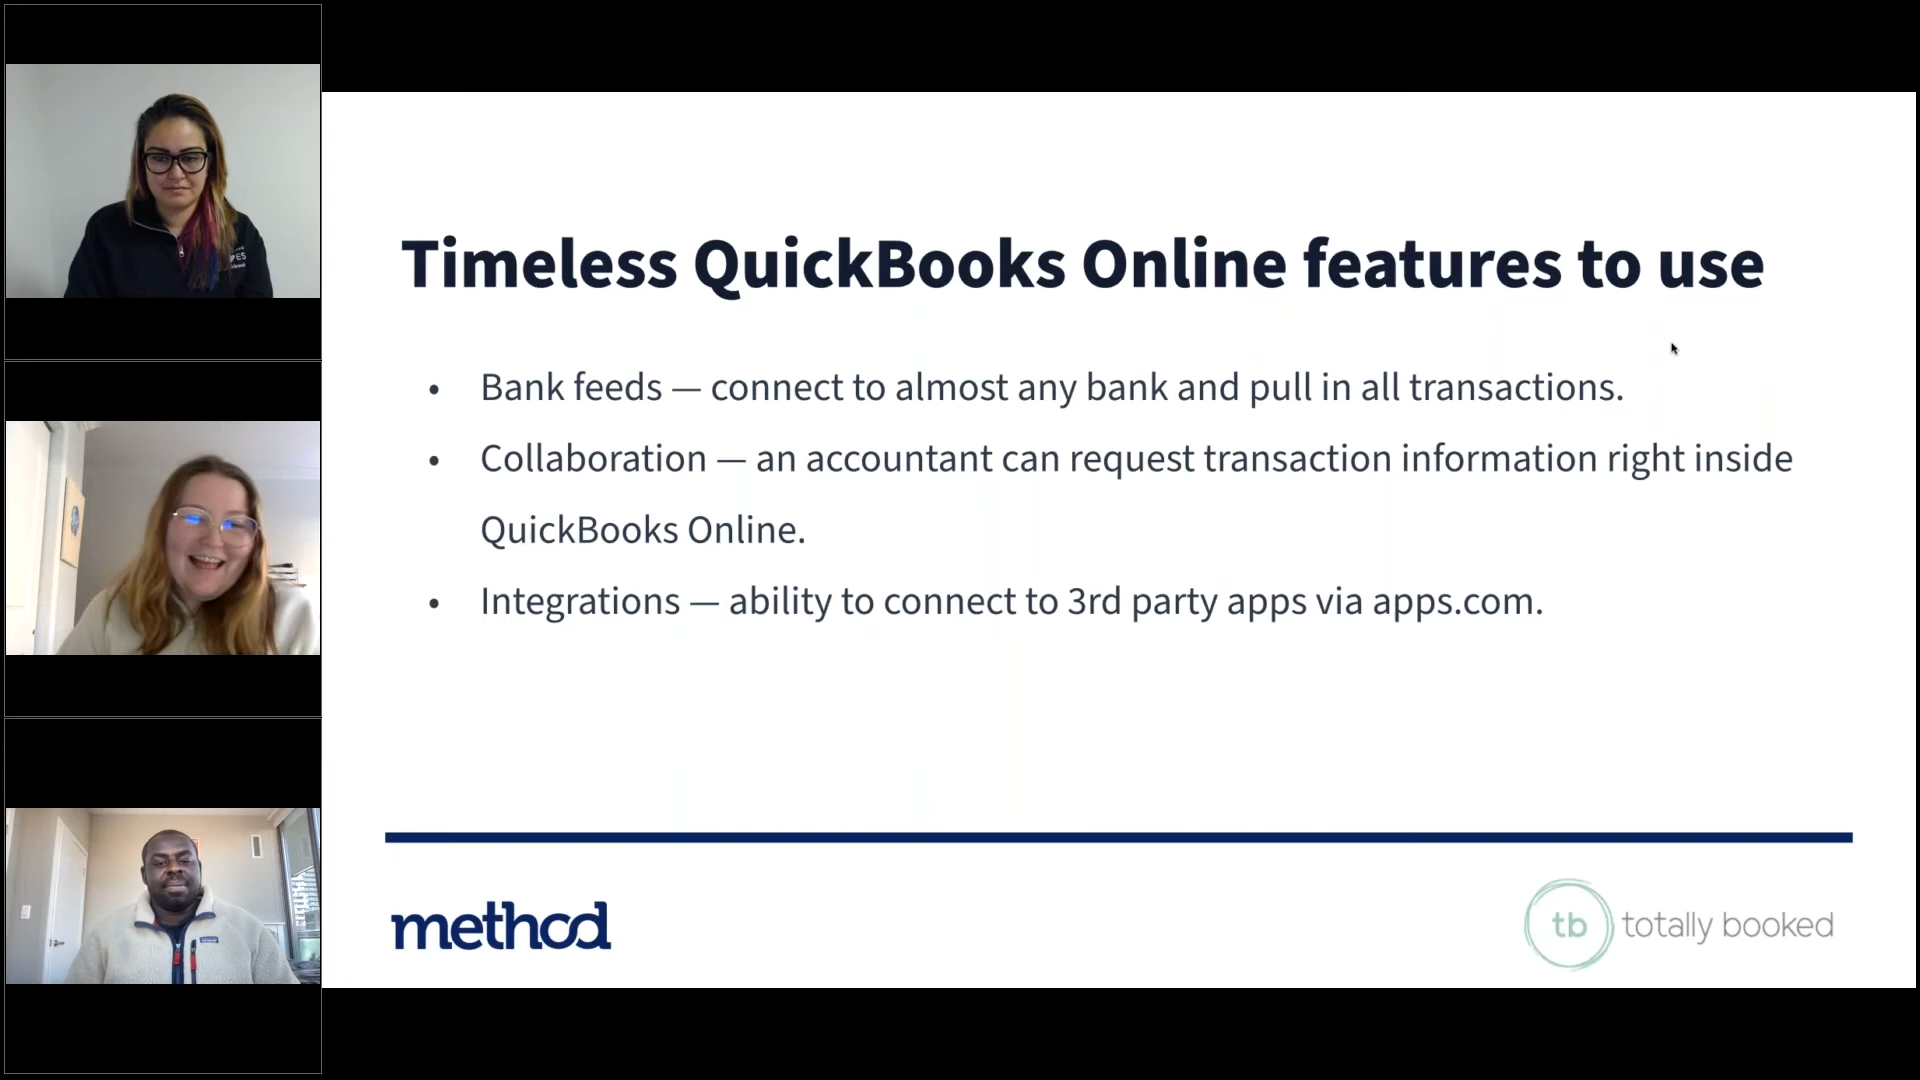 Timeless QuickBooks Online features to use
• Bank feeds — connect to almost any bank and pull in all transactions.
• Collaboration — an accountant can request transaction information right inside
QuickBooks Online.
• Integrations — ability to connect to 3rd party apps via apps.com.
method
tb totally booked